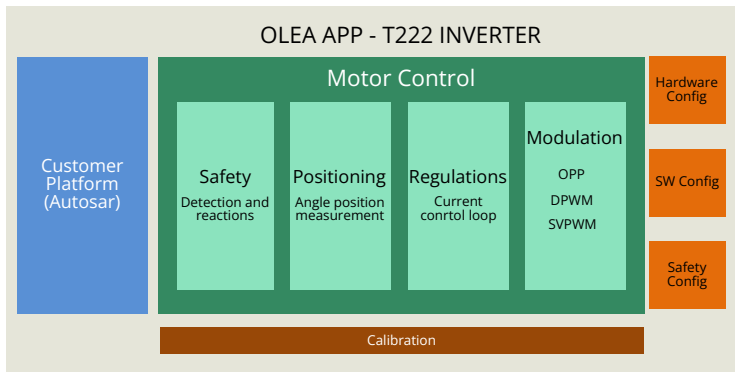 OLEA APP - T222 INVERTER
Customer
Platform
(Autosar)
Motor Control
Safety
Detection and
reactions
Positioning
Angle position
measurement
Regulations
Current
conrtol loop
Modulation
OPP
DPWM
SVPWM
Hardware
Config
SW Config
Safety
Config
Calibration